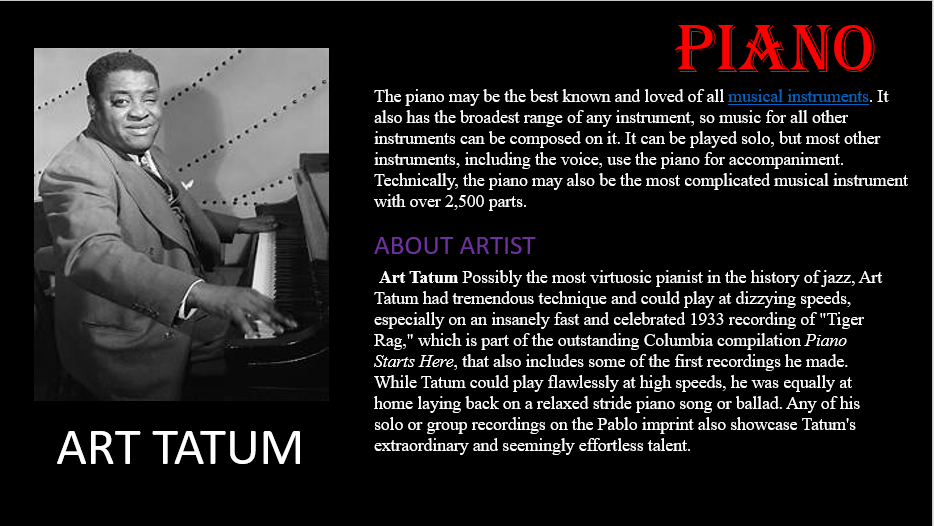 PIANO
The piano may be the best known and loved of all musical instruments. It
also has the broadest range of any instrument, so music for all other
instruments can be composed on it. It can be played solo, but most other
instruments, including the voice, use the piano for accompaniment.
Technically, the piano may also be the most complicated musical instrument
with over 2,500 parts.
ABOUT ARTIST
Art Tatum Possibly the most virtuosic pianist in the history of jazz, Art
Tatum had tremendous technique and could play at dizzying speeds,
especially on an insanely fast and celebrated 1933 recording of "Tiger
Rag," which is part of the outstanding Columbia compilation Piano
Starts Here, that also includes some of the first recordings he made.
While Tatum could play flawlessly at high speeds, he was equally at
home laying back on a relaxed stride piano song or ballad. Any of his
solo or group recordings on the Pablo imprint also showcase Tatum's
extraordinary and seemingly effortless talent.
ART TATUM